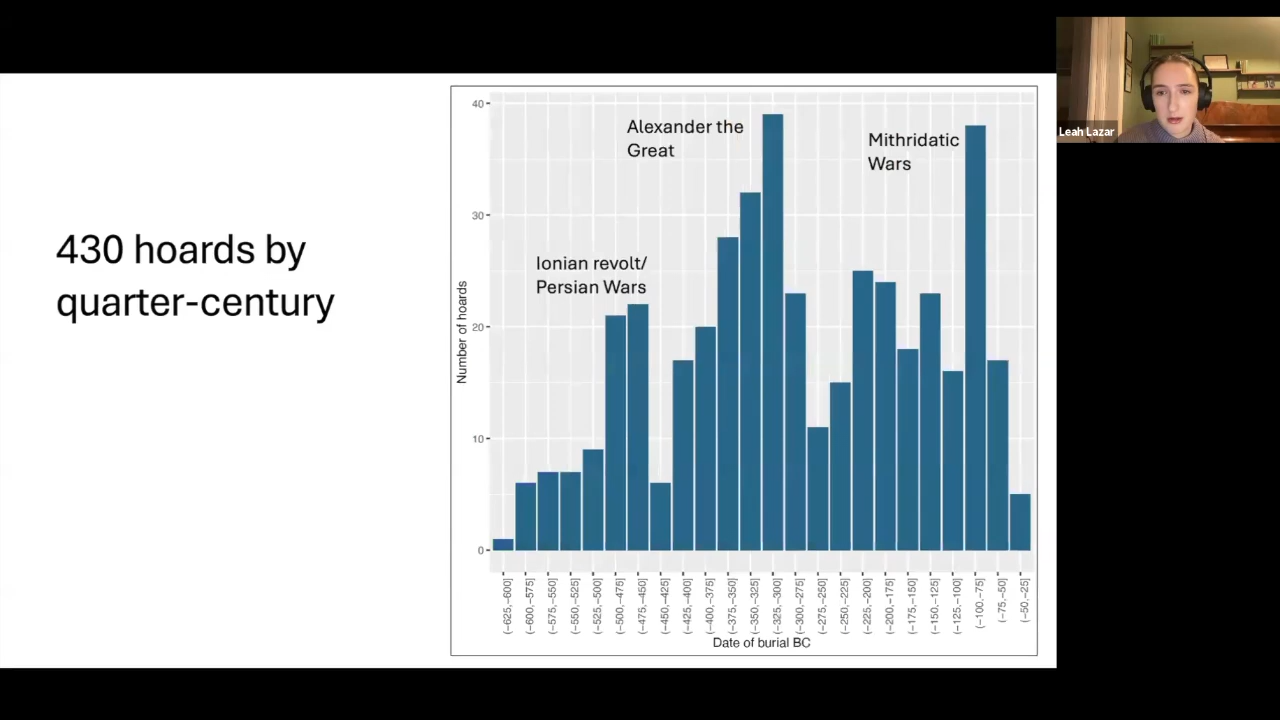 Leah Lazar
430 hoards by
quarter-century
Alexander the
Great
Mithridatic
Wars
Ionian revolt/
Persian Wars
Number of hoards
40
30
20
10
0
(−625,−600]
(−600,−575]
(−575,−550]
(−550,−525]
(−525,−500]
(−500,−475]
(−475,−450]
(−450,−425]
(−425,−400]
(−400,−375]
(−375,−350]
(−350,−325]
(−325,−300]
(−300,−275]
(−275,−250]
(−250,−225]
(−225,−200]
(−200,−175]
(−175,−150]
(−150,−125]
(−125,−100]
(−100,−75]
(−75,−50]
(−50,−25]
Date of burial BC